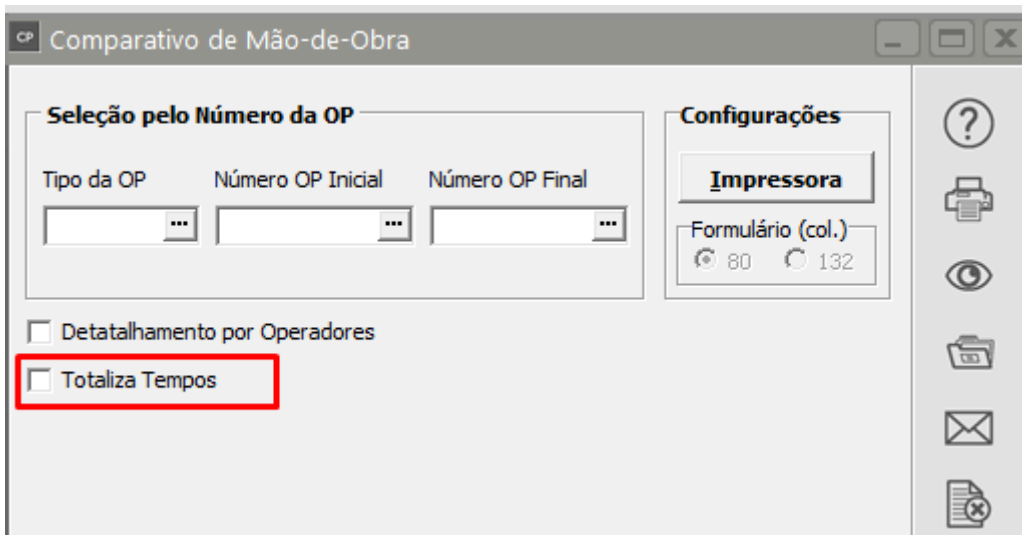 CP Comparativo de Mão-de-Obra
Seleção pelo Número da OP
Tipo da OP Número OP Inicial Número OP Final
... ... ...
Configurações
Impressora
Formulário (col.)
80 132
Detatalhamento por Operadores
Totaliza Tempos